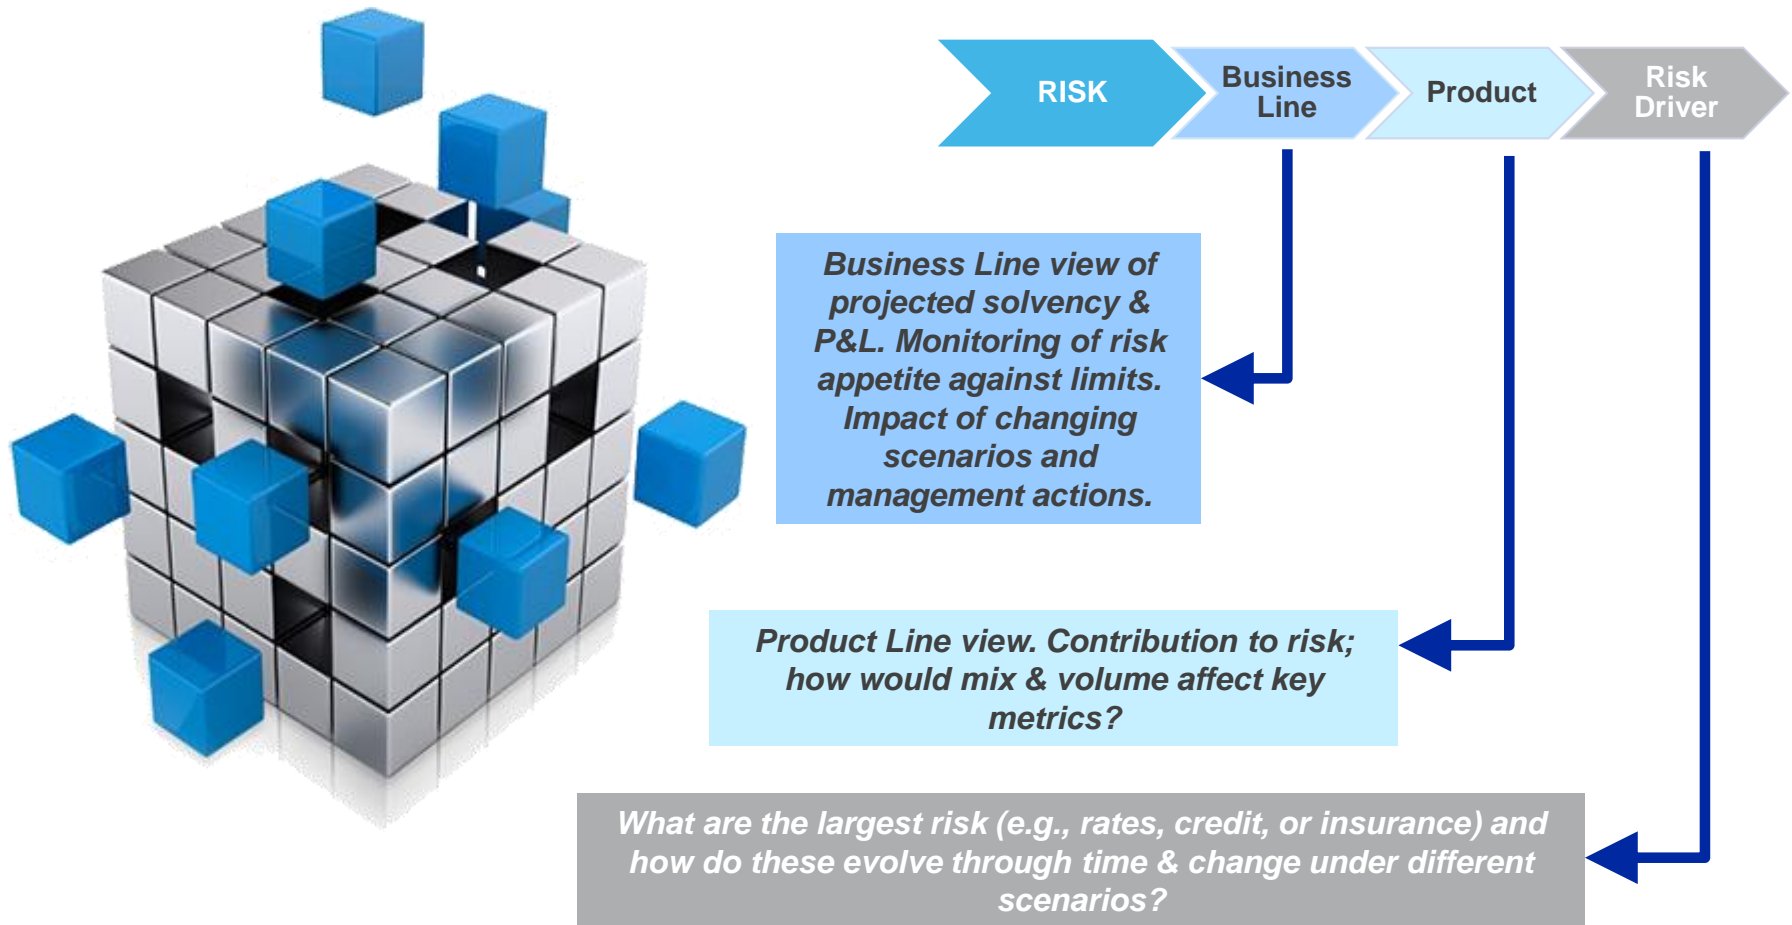 RISK
Business
Line
Product
Risk
Driver
Business Line view of
projected solvency &
P&L. Monitoring of risk
appetite against limits.
Impact of changing
scenarios and
management actions.
Product Line view. Contribution to risk;
how would mix & volume affect key
metrics?
What are the largest risk (e.g., rates, credit, or insurance) and
how do these evolve through time & change under different
scenarios?